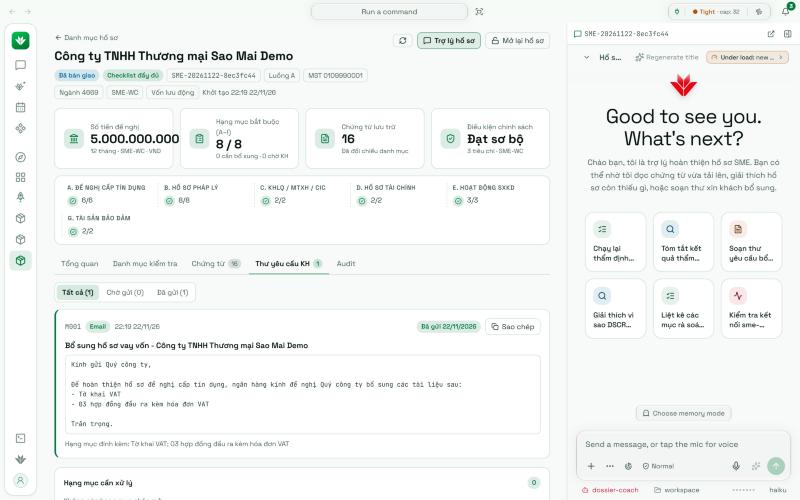 Run a command
Tight · cap: 32
3
Danh mục hồ sơ
Công ty TNHH Thương mại Sao Mai Demo
Trợ lý hồ sơ
Mở lại hồ sơ
Đã bàn giao
Checklist đầy đủ
SME-20261122-8ec3fc44
Luồng A
MST 0109990001
Ngành 4669
SME-WC
Vốn lưu động
Khởi tạo 22:19 22/11/26
Số tiền đề nghị
5.000.000.000
12 tháng · SME-WC · VND
Hạng mục bắt buộc (A–I)
8 / 8
0 cần bổ sung · 0 chờ KH
Chứng từ lưu trữ
16
Đã đối chiếu danh mục
Điều kiện chính sách
Đạt sơ bộ
3 tiêu chí · SME-WC
A. ĐỀ NGHỊ CẤP TÍN DỤNG
6/6
B. HỒ SƠ PHÁP LÝ
8/8
C. KHLQ / MTXH / CIC
2/2
D. HỒ SƠ TÀI CHÍNH
2/2
E. HOẠT ĐỘNG SXKD
3/3
G. TÀI SẢN BẢO ĐẢM
2/2
Tổng quan
Danh mục kiểm tra
Chứng từ 16
Thư yêu cầu KH 1
Audit
Tất cả (1)
Chờ gửi (0)
Đã gửi (1)
M001
Email
22:19 22/11/26
Đã gửi 22/11/2026
Sao chép
Bổ sung hồ sơ vay vốn - Công ty TNHH Thương mại Sao Mai Demo
Kính gửi Quý công ty,
Để hoàn thiện hồ sơ đề nghị cấp tín dụng, ngân hàng kính đề nghị Quý công ty bổ sung các tài liệu sau:
- Tờ khai VAT
- 03 hợp đồng đầu ra kèm hóa đơn VAT
Trân trọng.
Hạng mục đính kèm: Tờ khai VAT; 03 hợp đồng đầu ra kèm hóa đơn VAT
Hạng mục cần xử lý
0
SME-20261122-8ec3fc44
Hồ s...
Regenerate title
Under load: new ...
Good to see you.
What's next?
Chào bạn, tôi là trợ lý hoàn thiện hồ sơ SME. Bạn có
thể nhờ tôi đọc chứng từ vừa tải lên, giải thích hồ
sơ còn thiếu gì, hoặc soạn thư xin khách bổ sung.
Chạy lại
thẩm định...
Tóm tắt kết
quả thẩm...
Soạn thư
yêu cầu bổ...
Giải thích vì
sao DSCR...
Liệt kê các
mục rà soá...
Kiểm tra kết
nối sme-...
Choose memory mode
Send a message, or tap the mic for voice
Normal
dossier-coach
workspace
haiku